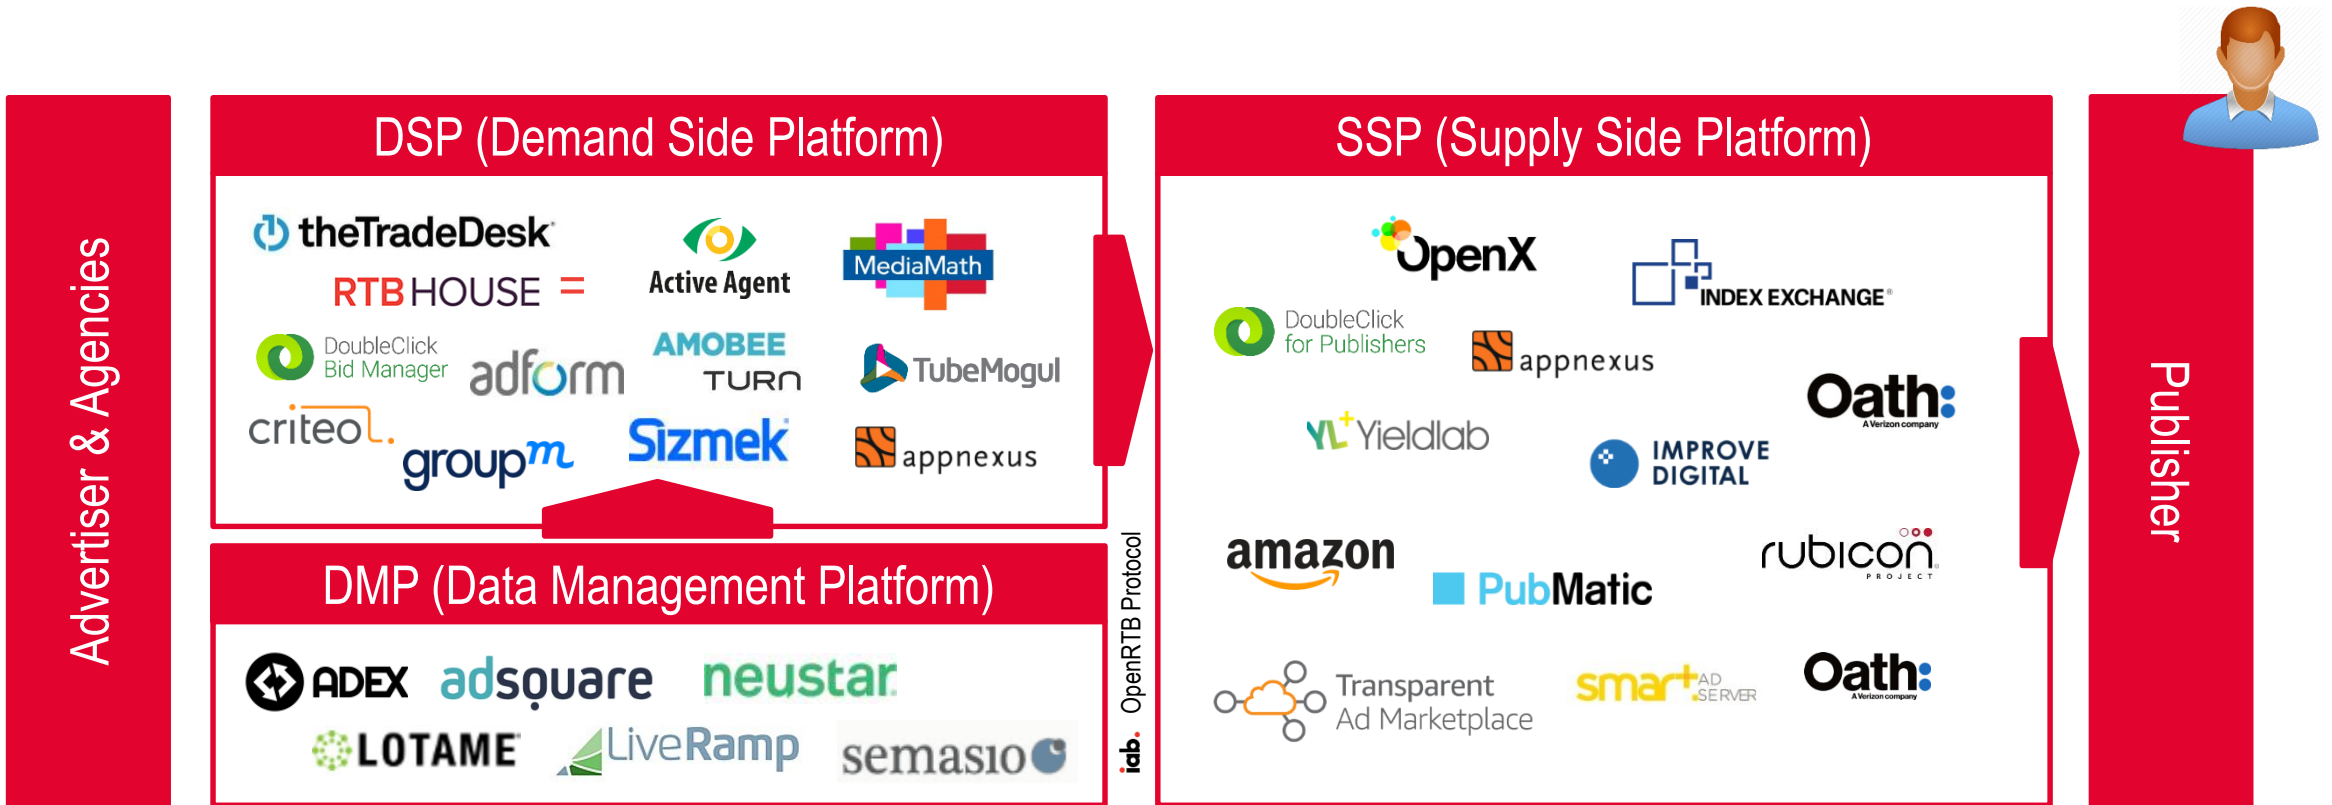 Advertiser & Agencies
DSP (Demand Side Platform)
theTradeDesk
RTB HOUSE =
Active Agent
MediaMath
DoubleClick
Bid Manager
adform
AMOBEE
TURN
TubeMogul
criteo.
groupm
Sizmek
appnexus
DMP (Data Management Platform)
ADEX
adsquare
neustar
LOTAME
LiveRamp
semasio
iab. OpenRTB Protocol
SSP (Supply Side Platform)
OpenX
INDEX EXCHANGE®
DoubleClick
for Publishers
appnexus
Oath:
A Verizon company
YL+ Yieldlab
IMPROVE
DIGITAL
amazon
PubMatic
rubicon
PROJECT
Transparent
Ad Marketplace
smart AD
SERVER
Oath:
A Verizon company
Publisher